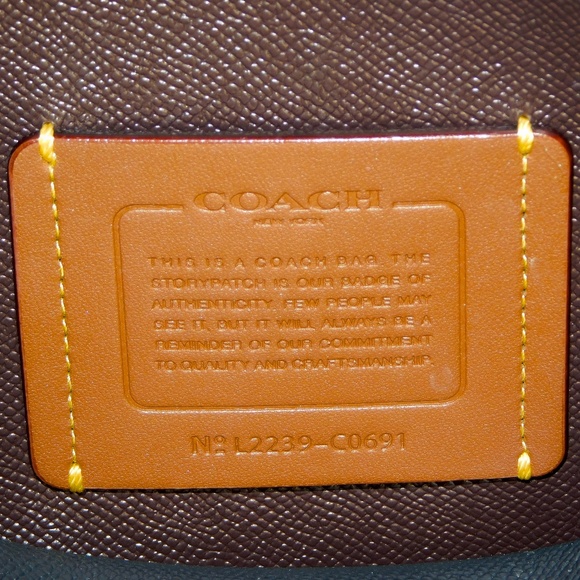 COACH
NEW YORK
THIS IS A COACH BAG. THE
STORYPATCH IS OUR BADGE OF
AUTHENTICITY. FEW PEOPLE MAY
SEE IT, BUT IT WILL ALWAYS BE A
REMINDER OF OUR COMMITMENT
TO QUALITY AND CRAFTSMANSHIP.
Nº L2239-C0691